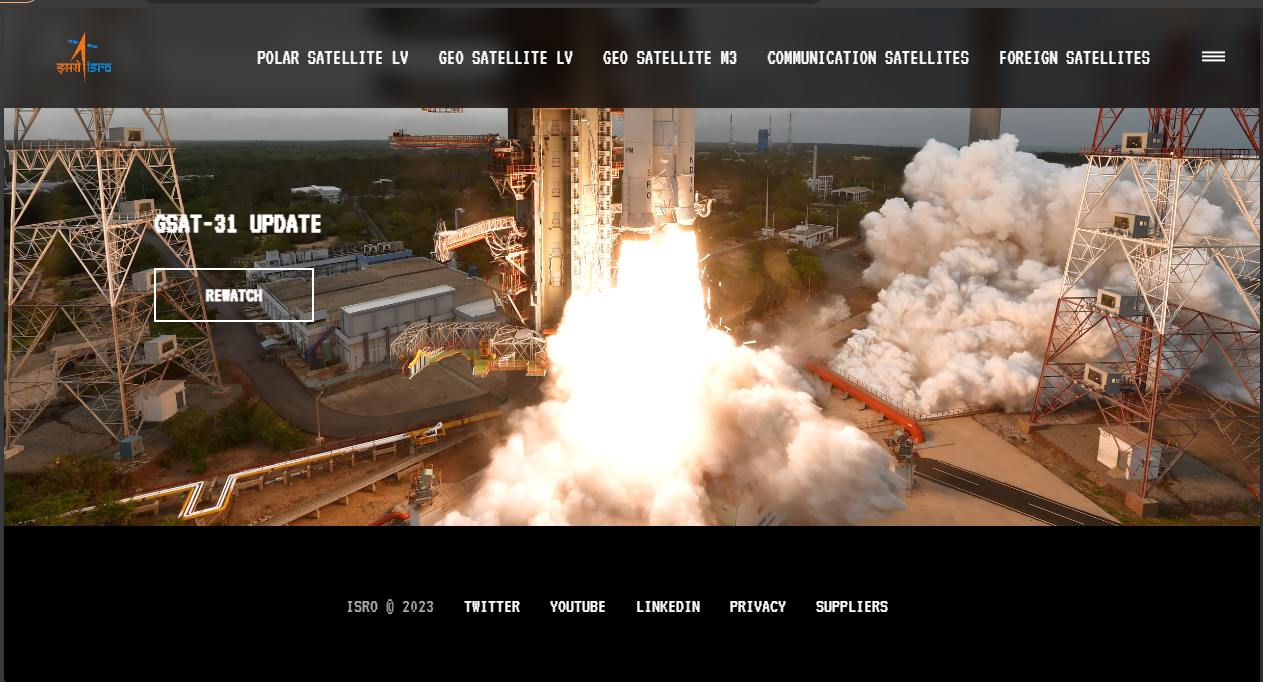 इसरो isro
POLAR SATELLITE LV GEO SATELLITE LV GEO SATELLITE M3 COMMUNICATION SATELLITES FOREIGN SATELLITES
ISRO
GSAT-31 UPDATE
REWATCH
ISRO @ 2023 TWITTER YOUTUBE LINKEDIN PRIVACY SUPPLIERS